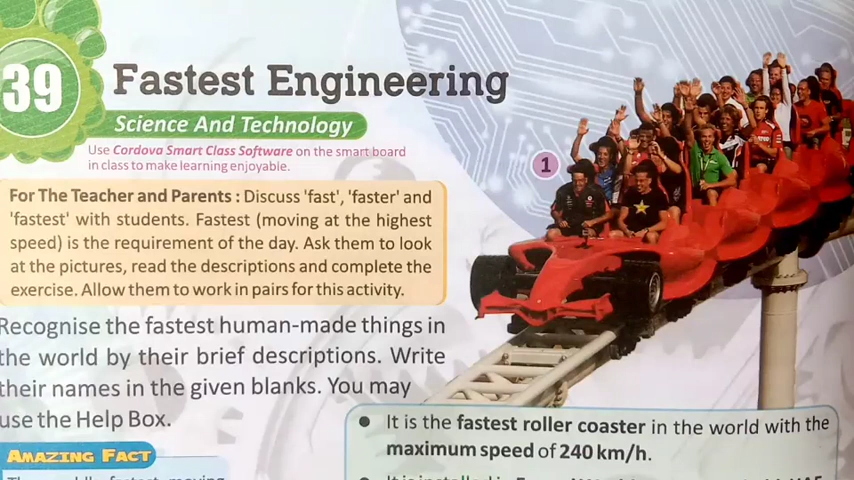 39
Fastest Engineering
Science And Technology
Use Cordova Smart Class Software on the smart board
in class to make learning enjoyable.
For The Teacher and Parents : Discuss 'fast', 'faster' and
'fastest' with students. Fastest (moving at the highest
speed) is the requirement of the day. Ask them to look
at the pictures, read the descriptions and complete the
exercise. Allow them to work in pairs for this activity.
1
Recognise the fastest human-made things in
the world by their brief descriptions. Write
their names in the given blanks. You may
use the Help Box.
● It is the fastest roller coaster in the world with the
maximum speed of 240 km/h.
AMAZING FACT